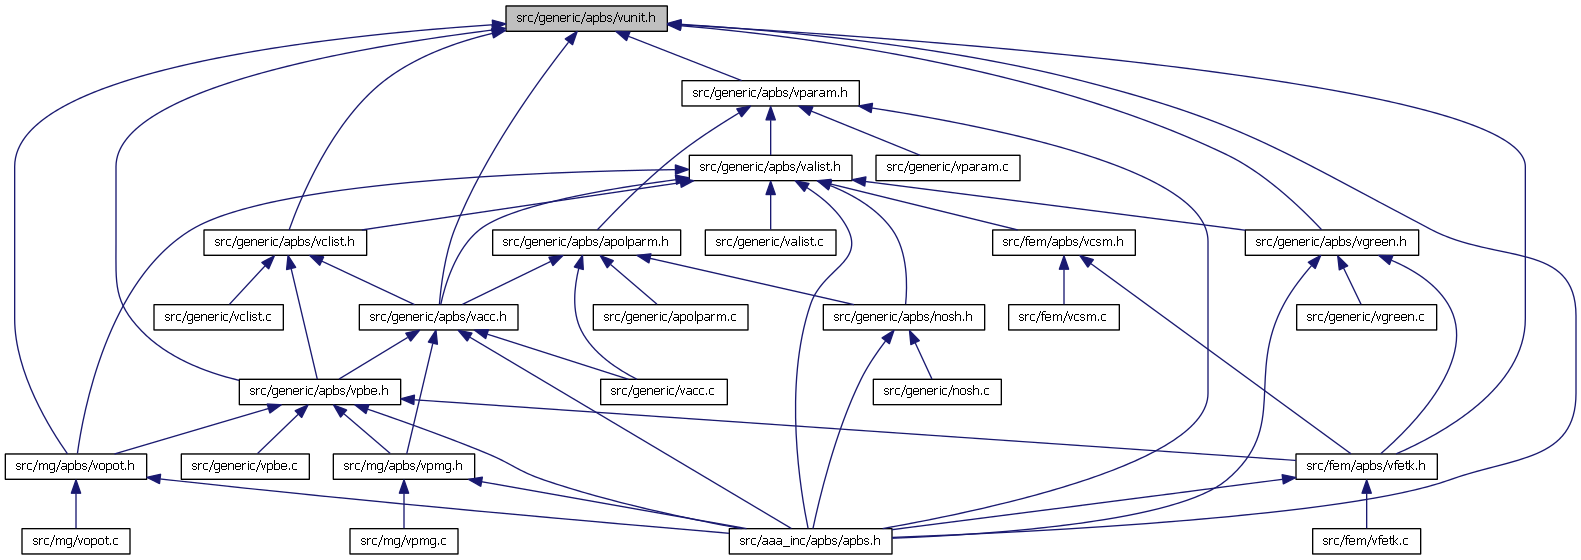 src/generic/apbs/vunit.h
src/generic/apbs/vparam.h
src/generic/apbs/valist.h
src/generic/vparam.c
src/generic/apbs/vclist.h
src/generic/apbs/apolparm.h
src/generic/valist.c
src/fem/apbs/vcsm.h
src/generic/apbs/vgreen.h
src/generic/vclist.c
src/generic/apbs/vacc.h
src/generic/apolparm.c
src/generic/apbs/nosh.h
src/fem/vcsm.c
src/generic/vgreen.c
src/generic/apbs/vpbe.h
src/generic/vacc.c
src/generic/nosh.c
src/mg/apbs/vopot.h
src/generic/vpbe.c
src/mg/apbs/vpmg.h
src/fem/apbs/vfetk.h
src/mg/vopot.c
src/mg/vpmg.c
src/aaa_inc/apbs/apbs.h
src/fem/vfetk.c